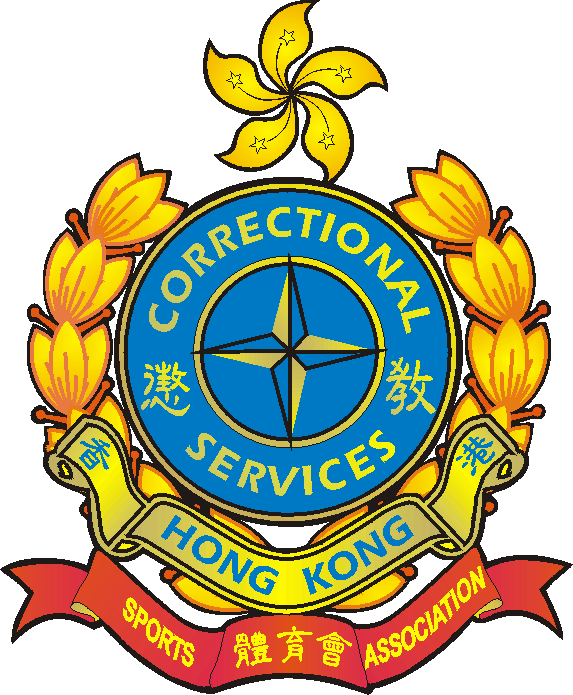 CORRECTIONAL
懲 教
SERVICES
香 港
HONG KONG
SPORTS 體育會 ASSOCIATION